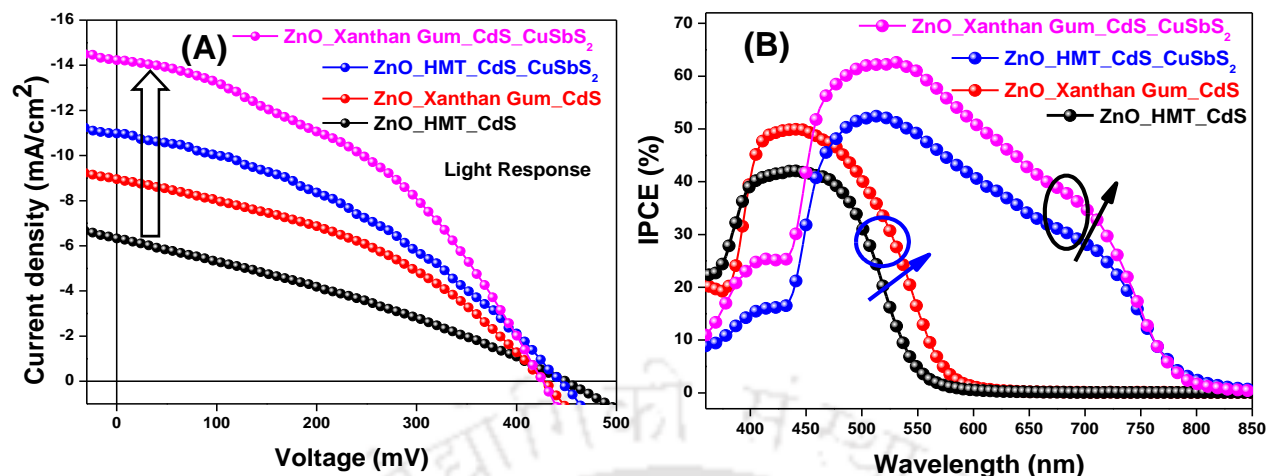 (A)
ZnO_Xanthan Gum_CdS_CuSbS₂
ZnO_HMT_CdS_CuSbS₂
ZnO_Xanthan Gum_CdS
ZnO_HMT_CdS
Light Response
Current density (mA/cm²)
-16
-14
-12
-10
-8
-6
-4
-2
0
0 100 200 300 400 500
Voltage (mV)
(B)
ZnO_Xanthan Gum_CdS_CuSbS₂
ZnO_HMT_CdS_CuSbS₂
ZnO_Xanthan Gum_CdS
ZnO_HMT_CdS
IPCE (%)
70
60
50
40
30
20
10
0
400 450 500 550 600 650 700 750 800 850
Wavelength (nm)